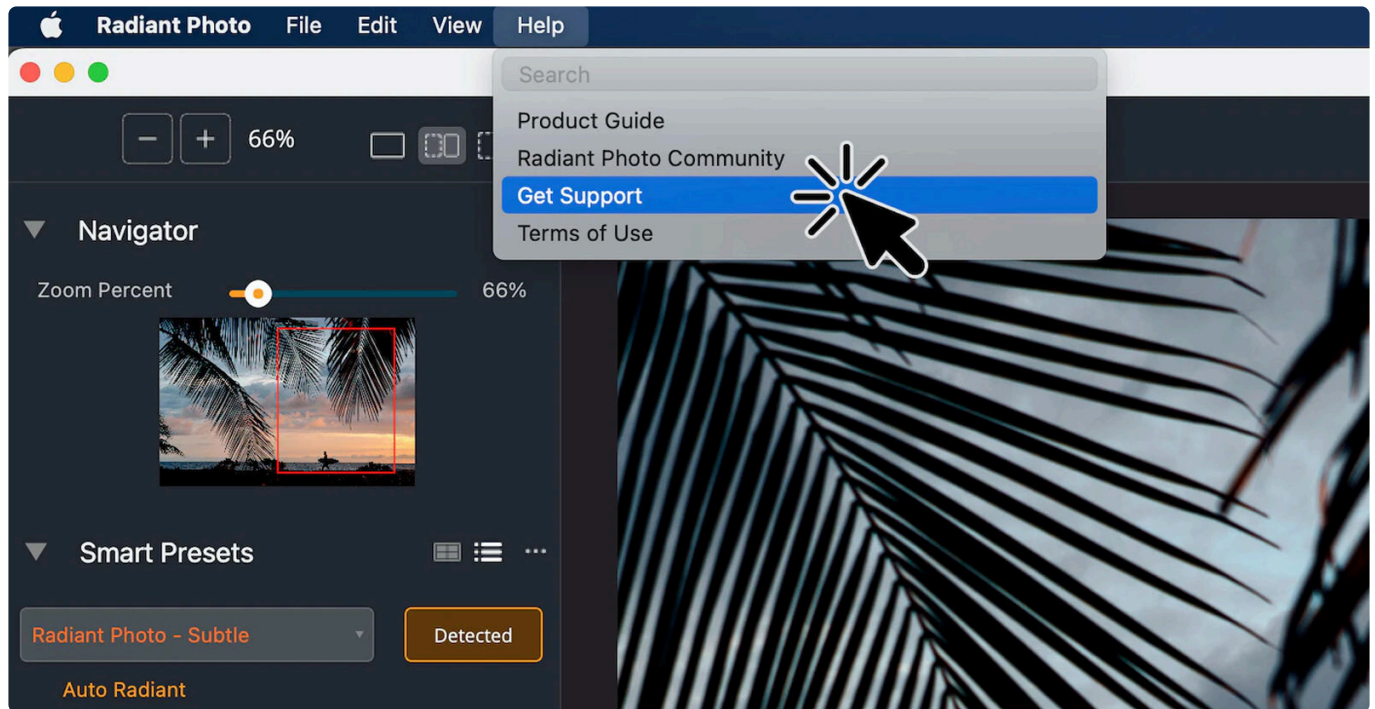 Radiant Photo File Edit View Help
Search
Product Guide
66%
Radiant Photo Community
Get Support
Terms of Use
Navigator
Zoom Percent 66%
Smart Presets
Radiant Photo - Subtle Detected
Auto Radiant